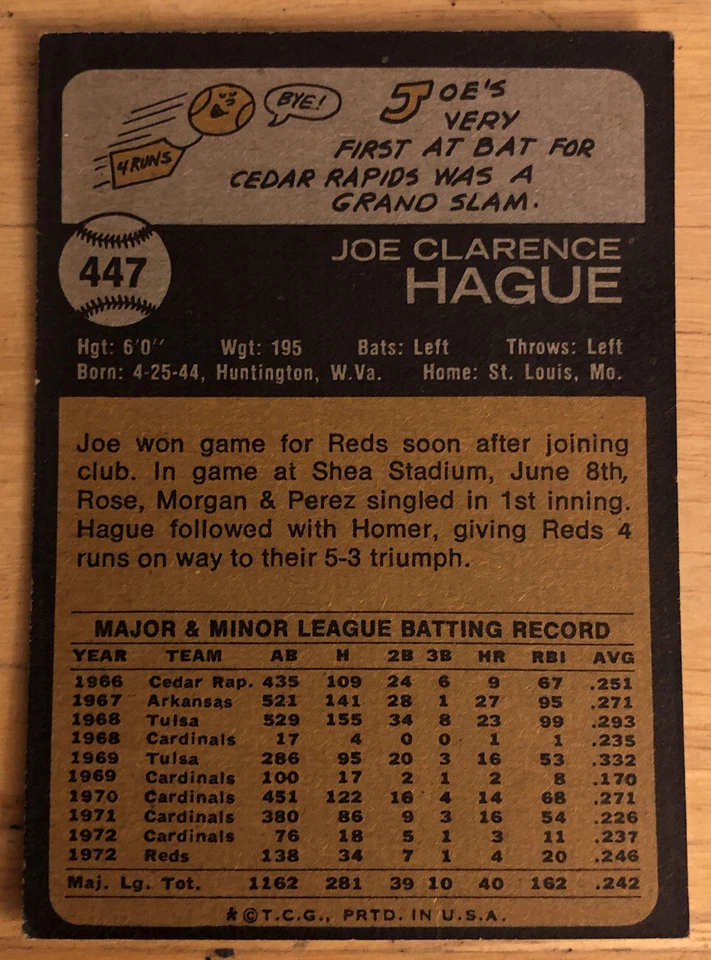 4 RUNS
BYE!
JOE'S
VERY
FIRST AT BAT FOR
CEDAR RAPIDS WAS A
GRAND SLAM.
447
JOE CLARENCE
HAGUE
Hgt: 6'0" Wgt: 195 Bats: Left Throws: Left
Born: 4-25-44, Huntington, W.Va. Home: St. Louis, Mo.
Joe won game for Reds soon after joining
club. In game at Shea Stadium, June 8th,
Rose, Morgan & Perez singled in 1st inning.
Hague followed with Homer, giving Reds 4
runs on way to their 5-3 triumph.
MAJOR & MINOR LEAGUE BATTING RECORD
YEAR TEAM AB H 2B 3B HR RBI AVG
1966 Cedar Rap. 435 109 24 6 9 67 .251
1967 Arkansas 521 141 28 1 27 95 .271
1968 Tulsa 529 155 34 8 23 99 .293
1968 Cardinals 17 4 0 0 1 1 .235
1969 Tulsa 286 95 20 3 16 53 .332
1969 Cardinals 100 17 2 1 2 8 .170
1970 Cardinals 451 122 16 4 14 68 .271
1971 Cardinals 380 86 9 3 16 54 .226
1972 Cardinals 76 18 5 1 3 11 .237
1972 Reds 138 34 7 1 4 20 .246
Maj. Lg. Tot. 1162 281 39 10 40 162 .242
* © T.C.G., PRTD. IN U.S.A.